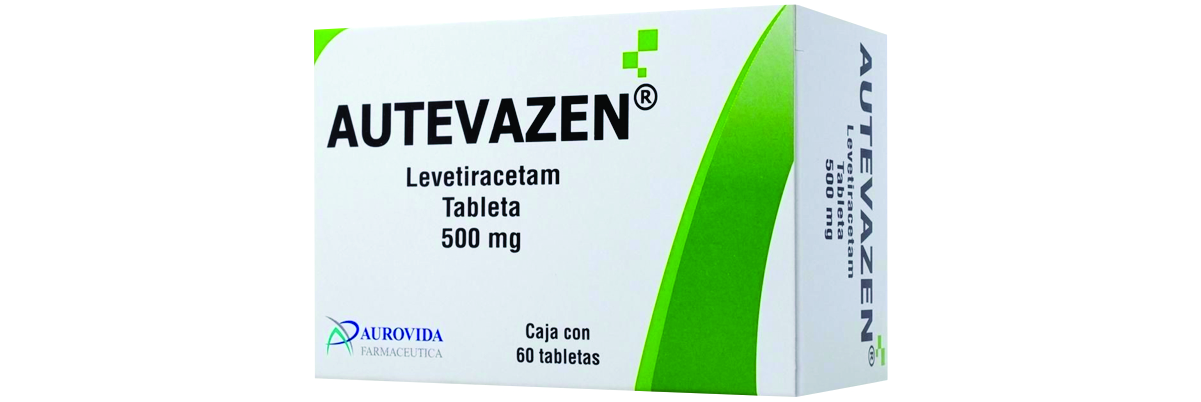 AUTEVAZEN®
Levetiracetam
Tableta
500 mg
AUROVIDA
FARMACEUTICA
Caja con
60 tabletas
AUTEVAZEN®
Levetiracetam
Tableta
500 mg